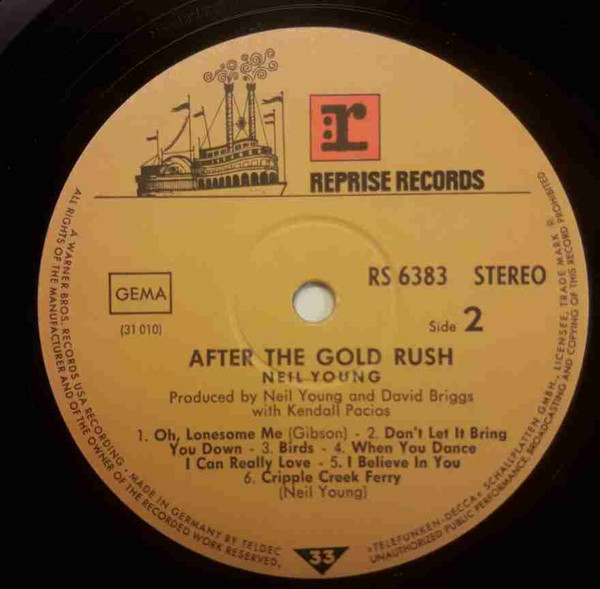 r
REPRISE RECORDS
GEMA
(31 010)
RS 6383 STEREO
Side 2
AFTER THE GOLD RUSH
NEIL YOUNG
Produced by Neil Young and David Briggs
with Kendall Pacios
1. Oh, Lonesome Me (Gibson) - 2. Don't Let It Bring
You Down - 3. Birds - 4. When You Dance
I Can Really Love - 5. I Believe In You
6. Cripple Creek Ferry
(Neil Young)
33
ALL RIGHTS OF THE MANUFACTURER AND OF THE OWNER OF THE RECORDED WORK RESERVED.
A WARNER BROS. RECORDS USA RECORDING · MADE IN GERMANY BY TELDEC
»TELEFUNKEN-DECCA« SCHALLPLATTEN GMBH., LICENSEE, TRADE MARK ®
UNAUTHORIZED PUBLIC PERFORMANCE, BROADCASTING AND COPYING OF THIS RECORD PROHIBITED